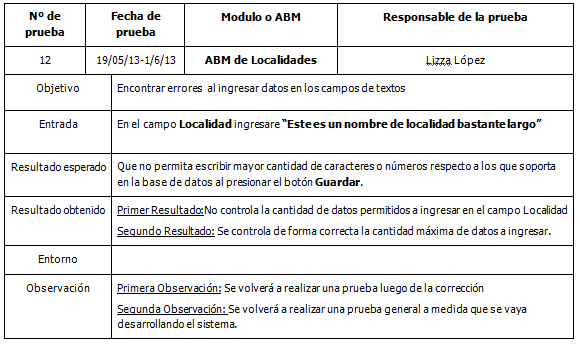 Nº de prueba
Fecha de prueba
Modulo o ABM
Responsable de la prueba
12
19/05/13-1/6/13
ABM de Localidades
Lizza López
Objetivo
Encontrar errores al ingresar datos en los campos de textos
Entrada
En el campo Localidad ingresare “Este es un nombre de localidad bastante largo”
Resultado esperado
Que no permita escribir mayor cantidad de caracteres o números respecto a los que soporta
en la base de datos al presionar el botón Guardar.
Resultado obtenido
Primer Resultado:No controla la cantidad de datos permitidos a ingresar en el campo Localidad
Segundo Resultado: Se controla de forma correcta la cantidad máxima de datos a ingresar.
Entorno
Observación
Primera Observación: Se volverá a realizar una prueba luego de la corrección
Segunda Observación: Se volverá a realizar una prueba general a medida que se vaya
desarrollando el sistema.